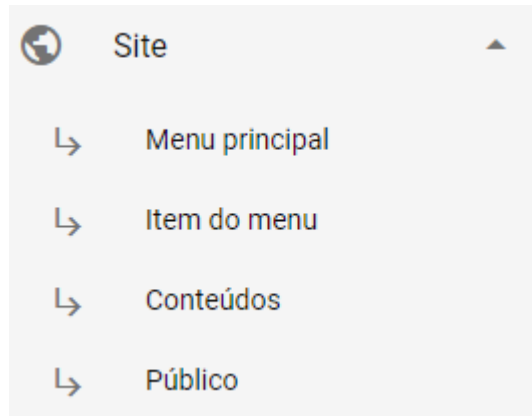 Site
Menu principal
Item do menu
Conteúdos
Público